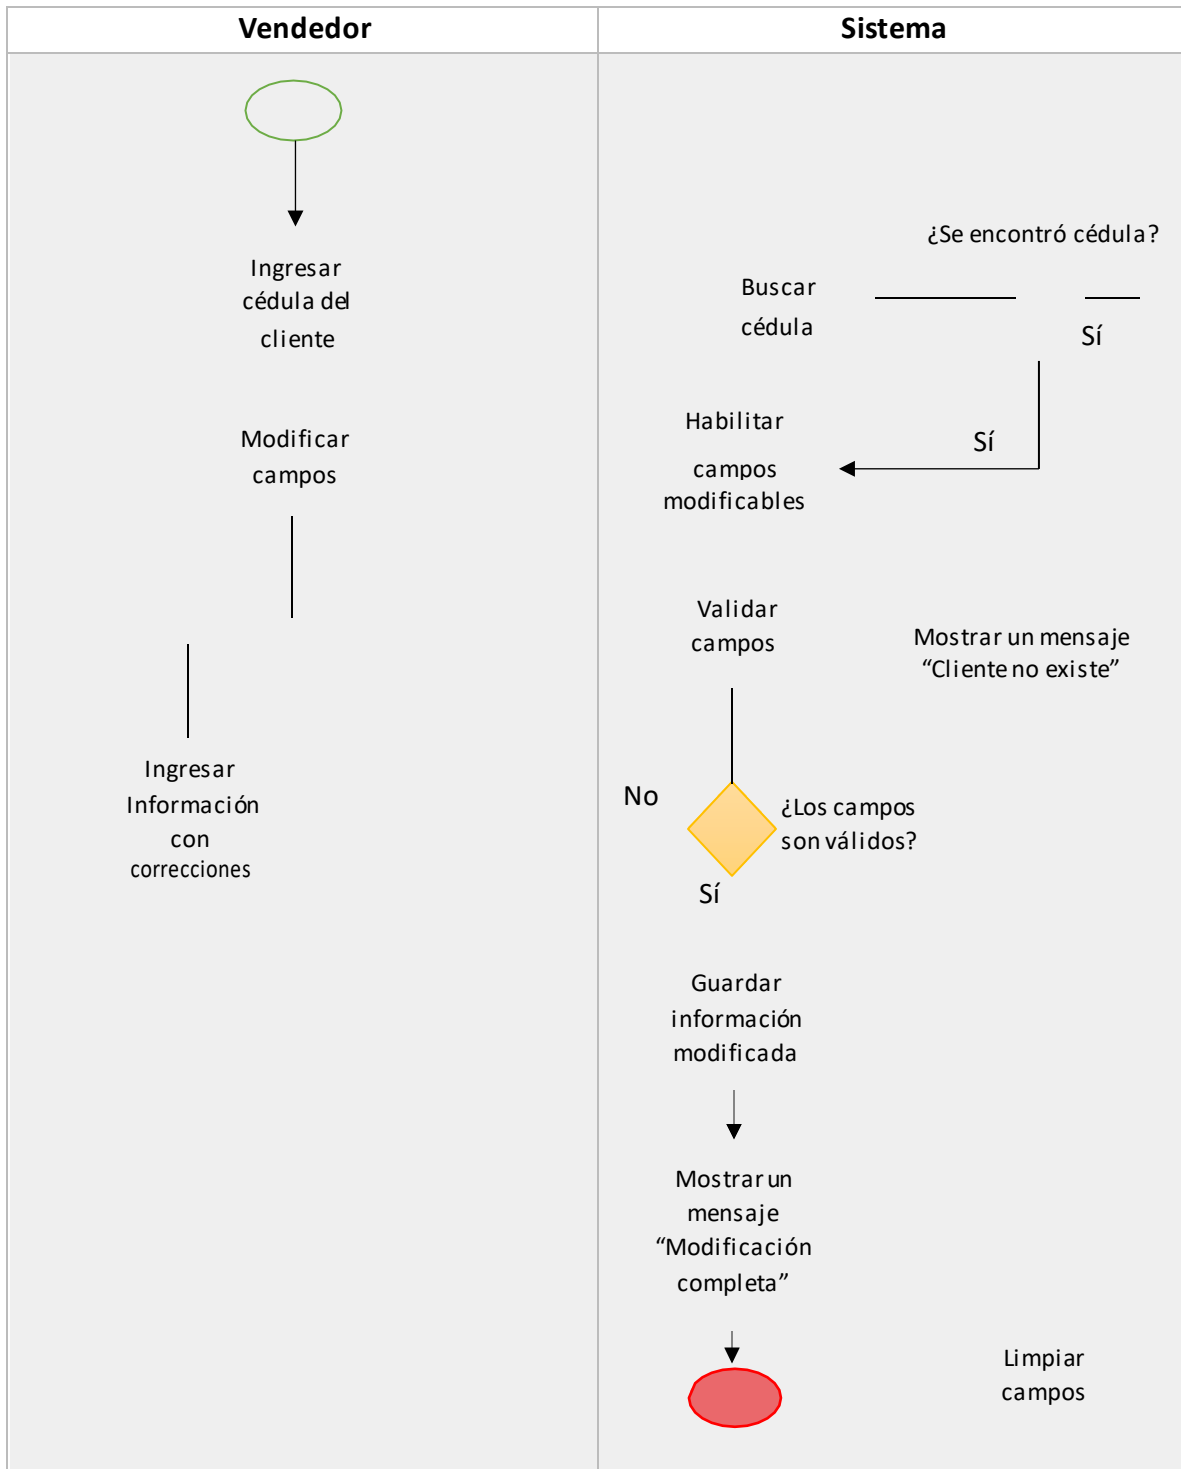 Vendedor
Sistema
Ingresar
cédula del
cliente
Modificar
campos
Ingresar
Información
con
correcciones
¿Se encontró cédula?
Buscar
cédula
Sí
Habilitar
Sí
campos
modificables
Validar
campos
Mostrar un mensaje
“Cliente no existe”
No
¿Los campos
son válidos?
Sí
Guardar
información
modificada
Mostrar un
mensaje
“Modificación
completa”
Limpiar
campos